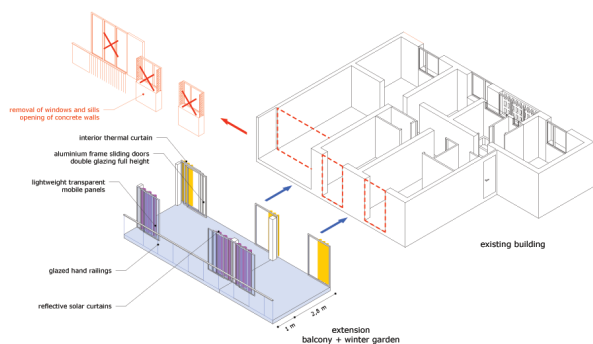 removal of windows and sills
opening of concrete walls
interior thermal curtain
aluminium frame sliding doors
double glazing full height
lightweight transparent
mobile panels
glazed hand railings
reflective solar curtains
1 m
2,8 m
extension
balcony + winter garden
existing building